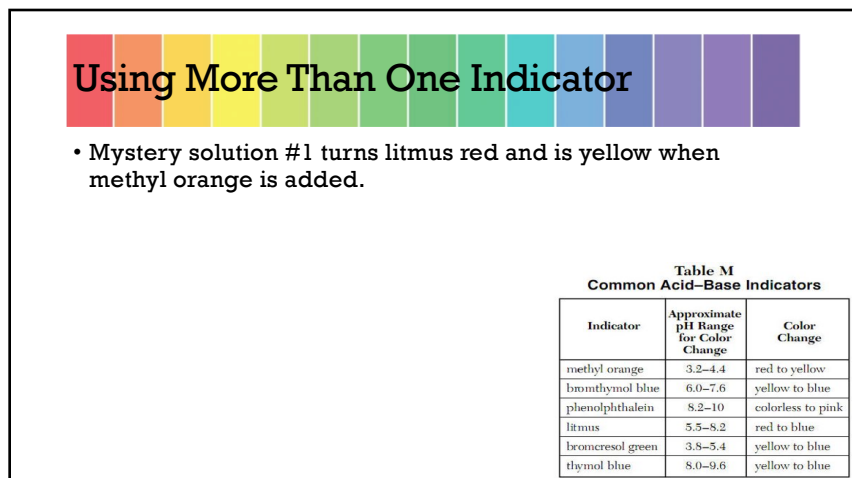 Using More Than One Indicator
• Mystery solution #1 turns litmus red and is yellow when
methyl orange is added.
Table M
Common Acid–Base Indicators
Indicator
Approximate
pH Range
for Color
Change
Color
Change
methyl orange 3.2–4.4 red to yellow
bromthymol blue 6.0–7.6 yellow to blue
phenolphthalein 8.2–10 colorless to pink
litmus 5.5–8.2 red to blue
bromcresol green 3.8–5.4 yellow to blue
thymol blue 8.0–9.6 yellow to blue